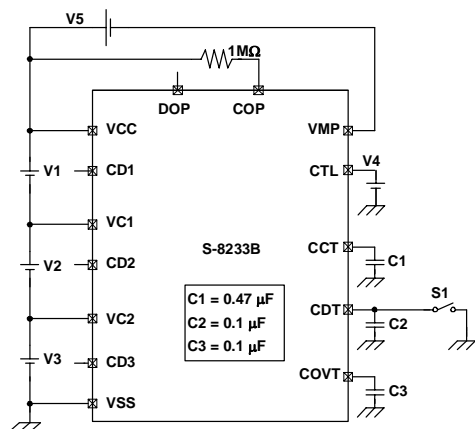 V5
1MΩ
DOP
COP
VCC
VMP
V1
CD1
CTL
V4
VC1
V2
CD2
S-8233B
CCT
C1
C1 = 0.47 µF
C2 = 0.1 µF
C3 = 0.1 µF
CDT
S1
C2
VC2
V3
CD3
COVT
C3
VSS